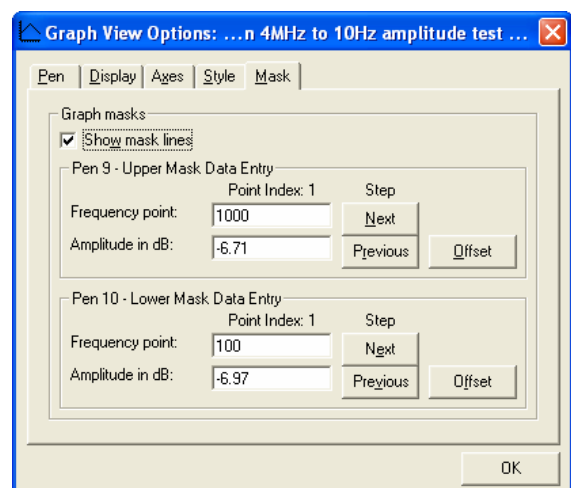 Graph View Options: ...n 4MHz to 10Hz amplitude test ...
Pen Display Axes Style Mask
Graph masks
Show mask lines
Pen 9 - Upper Mask Data Entry
Point Index: 1 Step
Frequency point: 1000 Next
Amplitude in dB: -6.71 Previous Offset
Pen 10 - Lower Mask Data Entry
Point Index: 1 Step
Frequency point: 100 Next
Amplitude in dB: -6.97 Previous Offset
OK